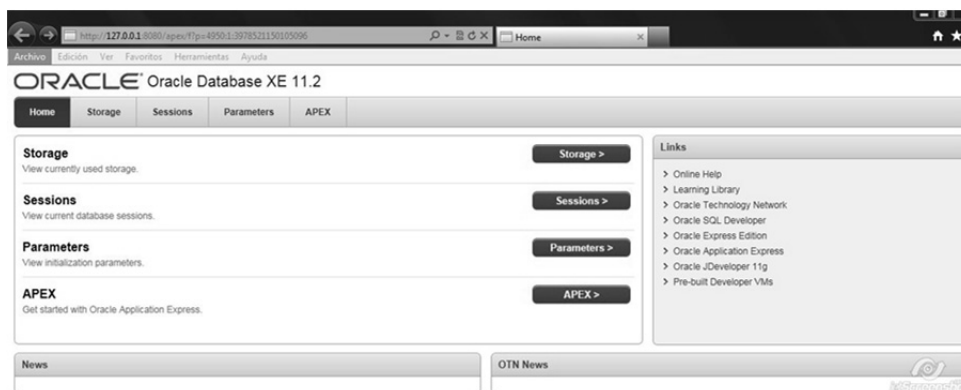 http://127.0.0.1:8080/apex/f?p=4950:1:3978521150105096
Home
Archivo Edición Ver Favoritos Herramientas Ayuda
ORACLE Oracle Database XE 11.2
Home Storage Sessions Parameters APEX
Storage
View currently used storage.
Storage >
Sessions
View current database sessions.
Sessions >
Parameters
View initialization parameters.
Parameters >
APEX
Get started with Oracle Application Express.
APEX >
Links
> Online Help
> Learning Library
> Oracle Technology Network
> Oracle SQL Developer
> Oracle Express Edition
> Oracle Application Express
> Oracle JDeveloper 11g
> Pre-built Developer VMs
News
OTN News